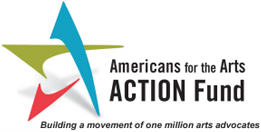 Americans for the Arts
ACTION Fund
Building a movement of one million arts advocates